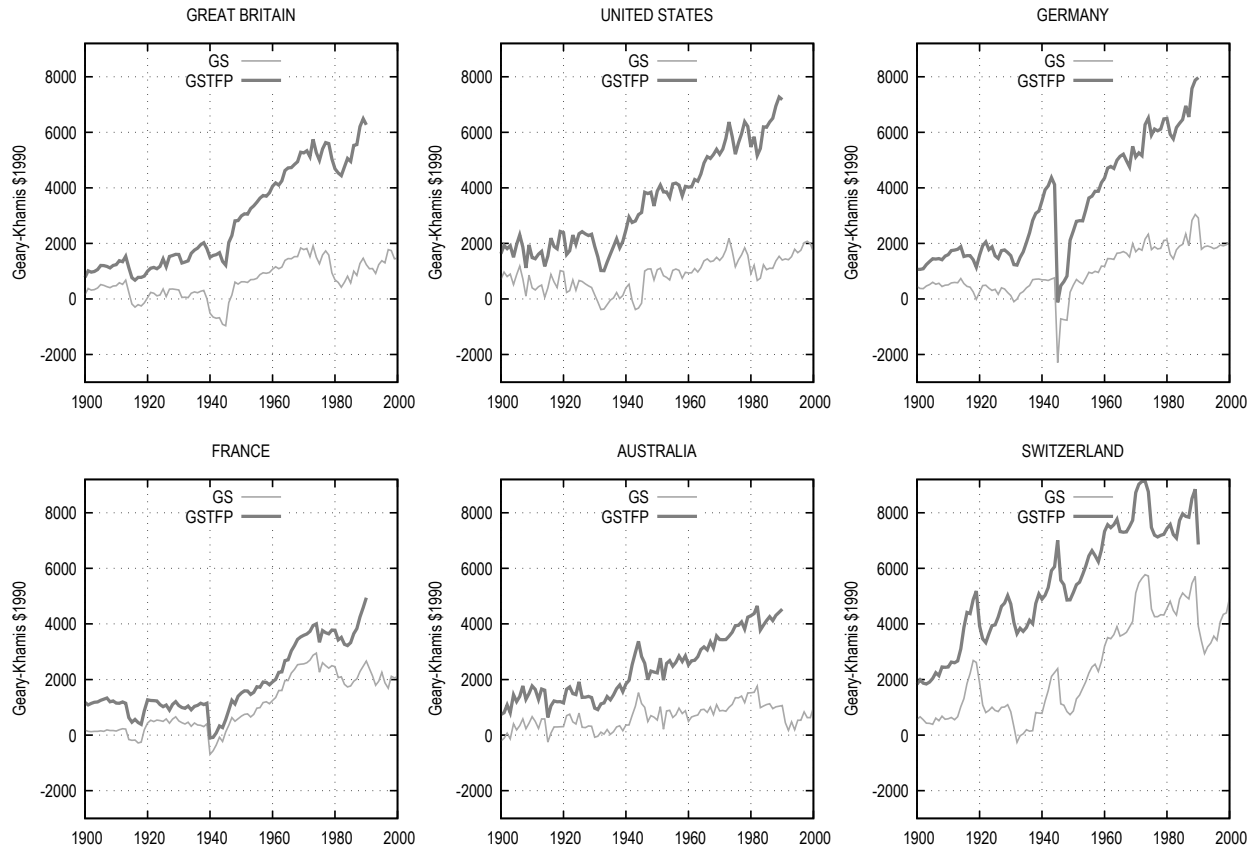 GREAT BRITAIN
Geary-Khamis $1990
8000
6000
4000
2000
0
-2000
GS
GSTFP
1900 1920 1940 1960 1980 2000
UNITED STATES
Geary-Khamis $1990
8000
6000
4000
2000
0
-2000
GS
GSTFP
1900 1920 1940 1960 1980 2000
GERMANY
Geary-Khamis $1990
8000
6000
4000
2000
0
-2000
GS
GSTFP
1900 1920 1940 1960 1980 2000
FRANCE
Geary-Khamis $1990
8000
6000
4000
2000
0
-2000
GS
GSTFP
1900 1920 1940 1960 1980 2000
AUSTRALIA
Geary-Khamis $1990
8000
6000
4000
2000
0
-2000
GS
GSTFP
1900 1920 1940 1960 1980 2000
SWITZERLAND
Geary-Khamis $1990
8000
6000
4000
2000
0
-2000
GS
GSTFP
1900 1920 1940 1960 1980 2000